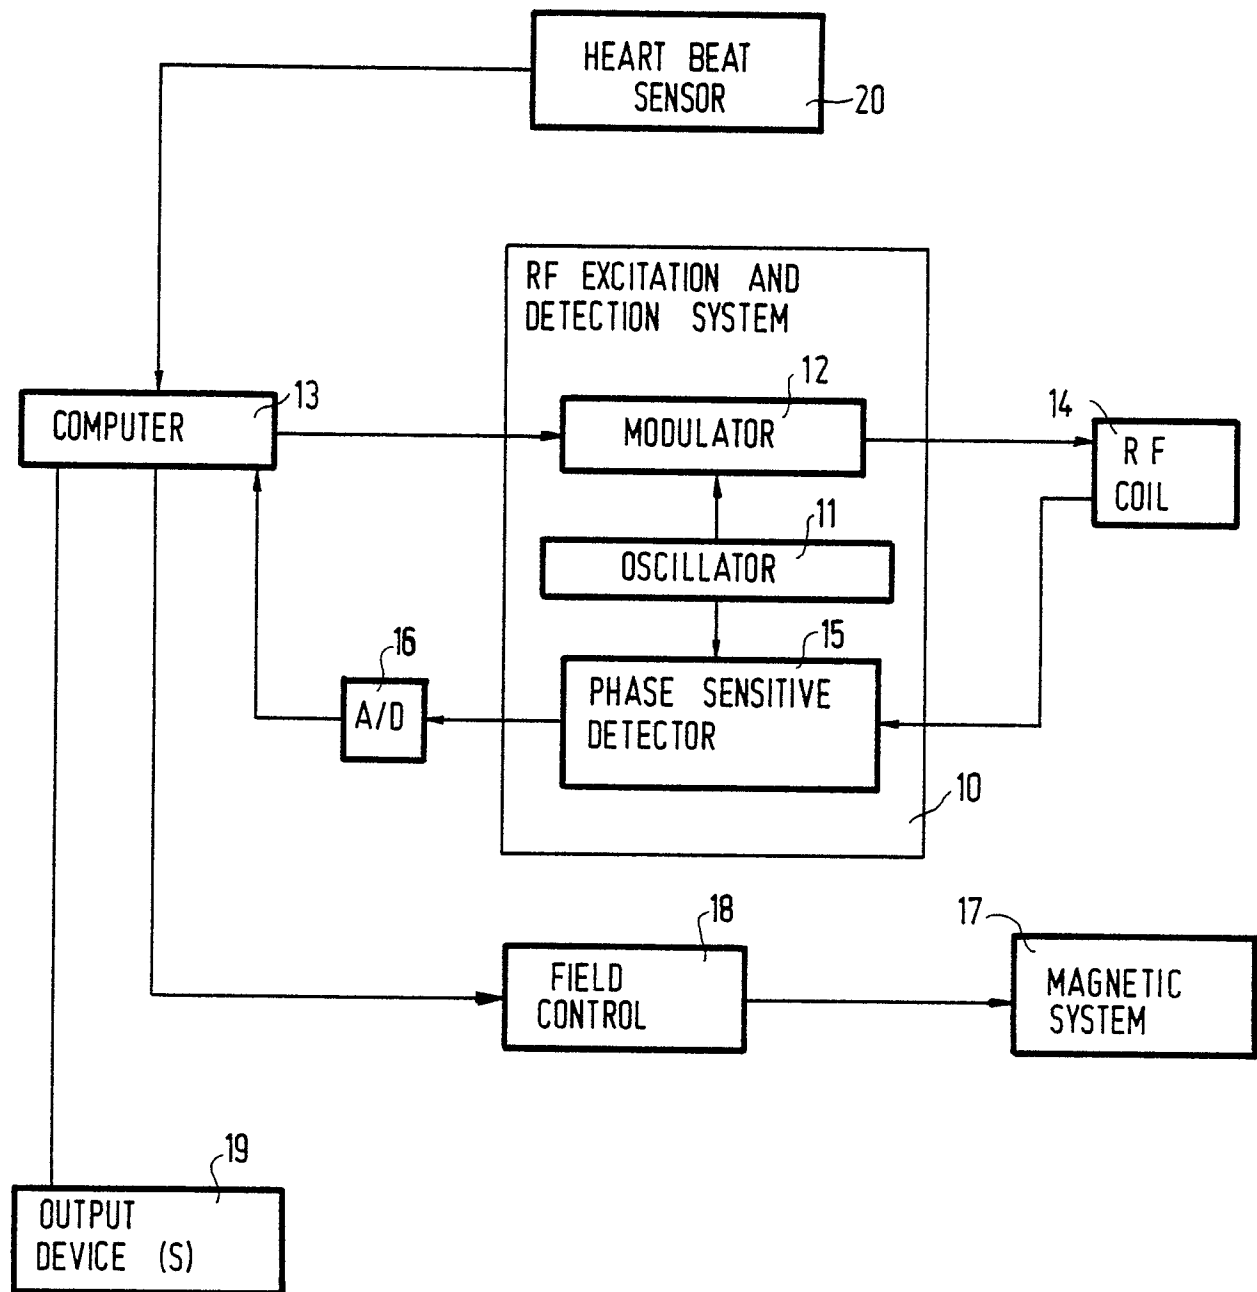 HEART BEAT
SENSOR
20
RF EXCITATION AND
DETECTION SYSTEM
12
13
COMPUTER
MODULATOR
14
RF
COIL
11
OSCILLATOR
15
16
A/D
PHASE SENSITIVE
DETECTOR
10
18
FIELD
CONTROL
17
MAGNETIC
SYSTEM
19
OUTPUT
DEVICE (S)